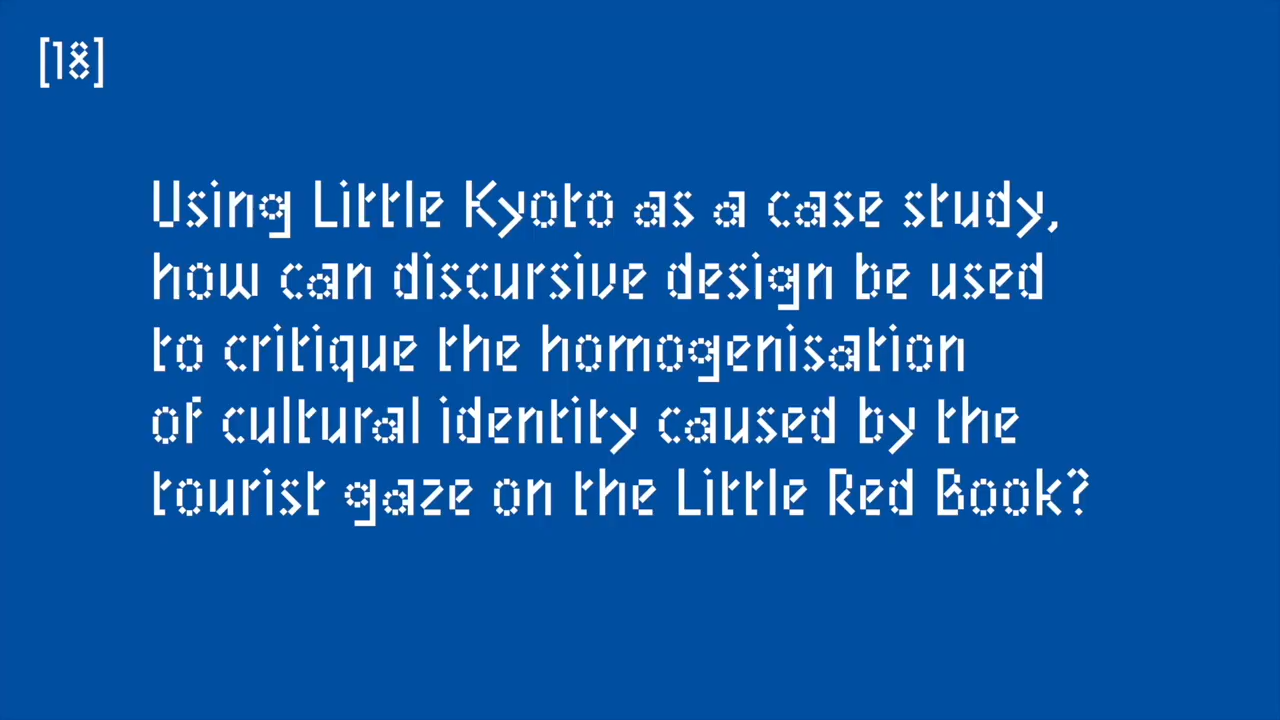 [18]
Using Little Kyoto as a case study,
how can discursive design be used
to critique the homogenisation
of cultural identity caused by the
tourist gaze on the Little Red Book?